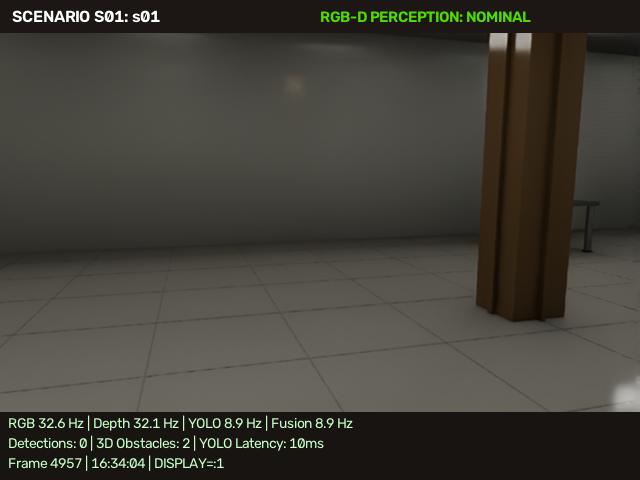 SCENARIO S01: s01
RGB-D PERCEPTION: NOMINAL
RGB 32.6 Hz | Depth 32.1 Hz | YOLO 8.9 Hz | Fusion 8.9 Hz
Detections: 0 | 3D Obstacles: 2 | YOLO Latency: 10ms
Frame 4957 | 16:34:04 | DISPLAY=:1